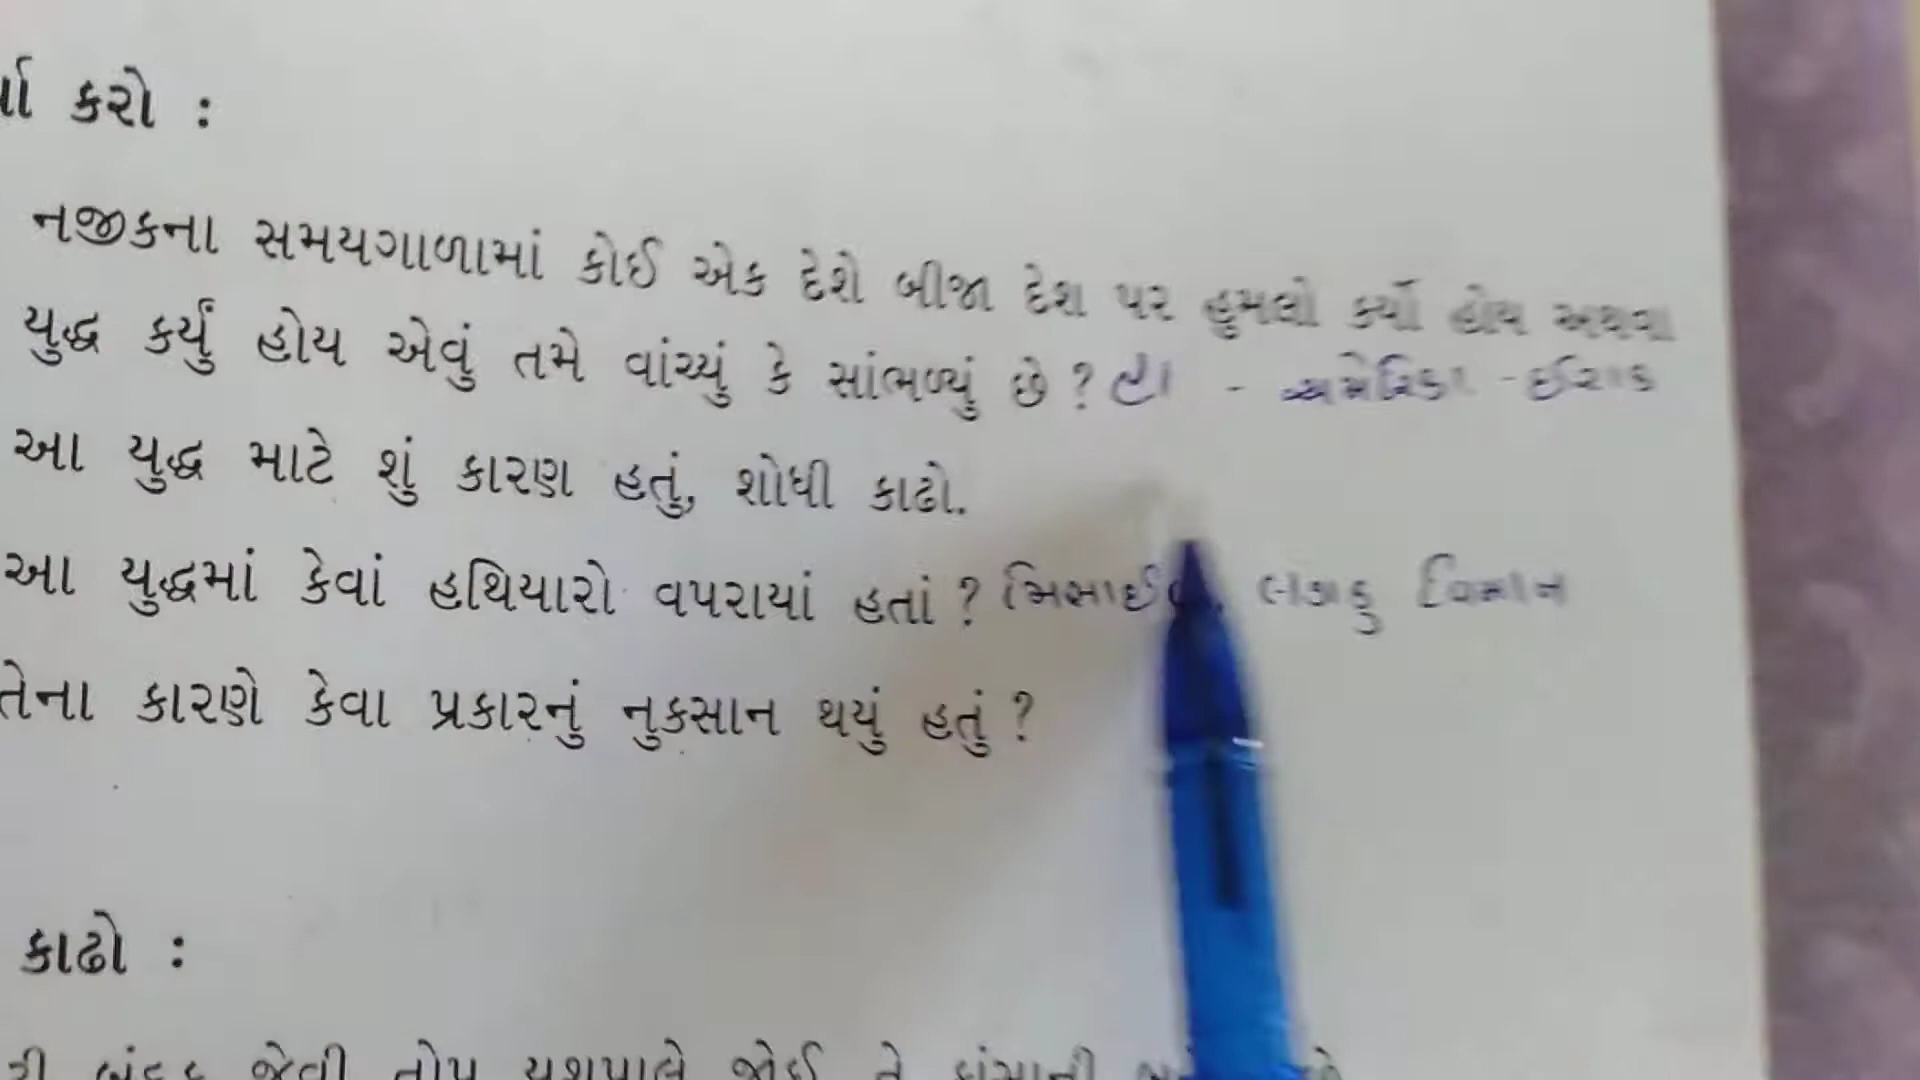 ર્ચા કરો :
નજીકના સમયગાળામાં કોઈ એક દેશે બીજા દેશ પર હુમલો કર્યો હોય અથવા
યુદ્ધ કર્યું હોય એવું તમે વાંચ્યું કે સાંભળ્યું છે ? હા - અમેરિકા - ઈરાક
આ યુદ્ધ માટે શું કારણ હતું, શોધી કાઢો.
આ યુદ્ધમાં કેવાં હથિયારો વપરાયાં હતાં ? લડાકુ વિમાન
તેના કારણે કેવા પ્રકારનું નુકસાન થયું હતું ?
કાઢો :
જેવી તોપ યશપાલે જોઈ તે કાંસાની